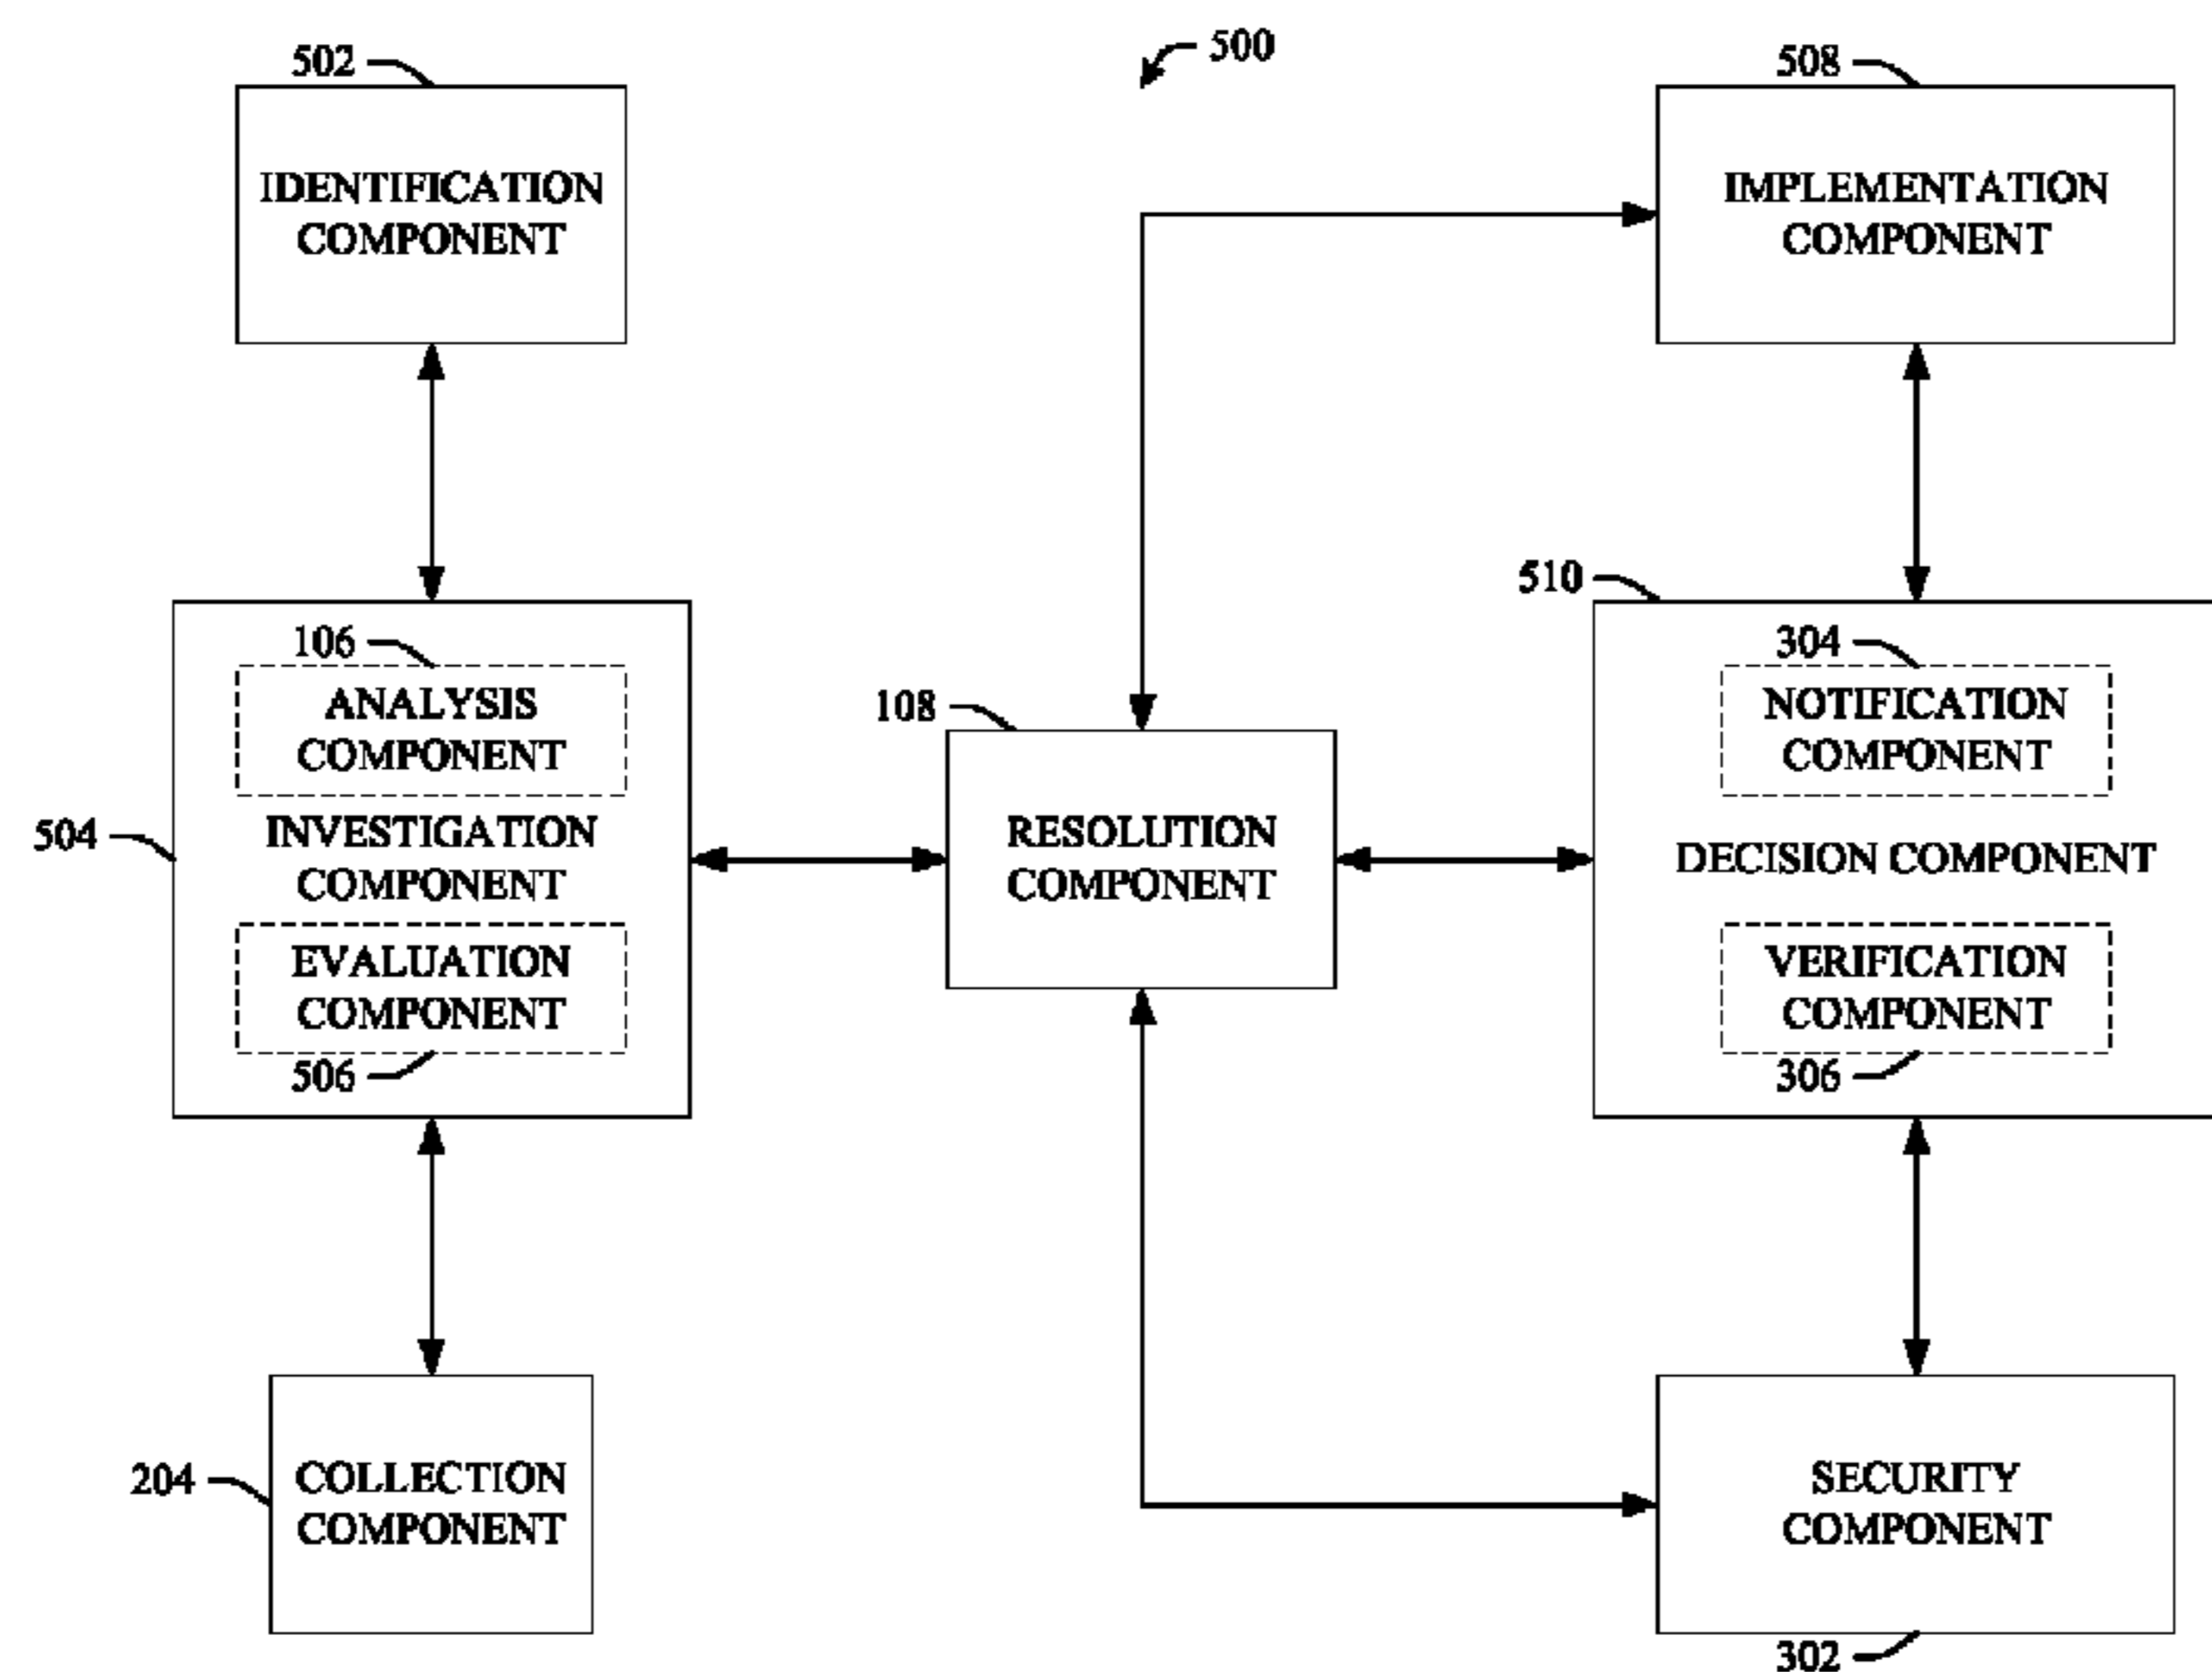 500
502
IDENTIFICATION
COMPONENT
508
IMPLEMENTATION
COMPONENT
504
106
ANALYSIS
COMPONENT
INVESTIGATION
COMPONENT
EVALUATION
COMPONENT
506
108
RESOLUTION
COMPONENT
510
304
NOTIFICATION
COMPONENT
DECISION COMPONENT
VERIFICATION
COMPONENT
306
204
COLLECTION
COMPONENT
SECURITY
COMPONENT
302